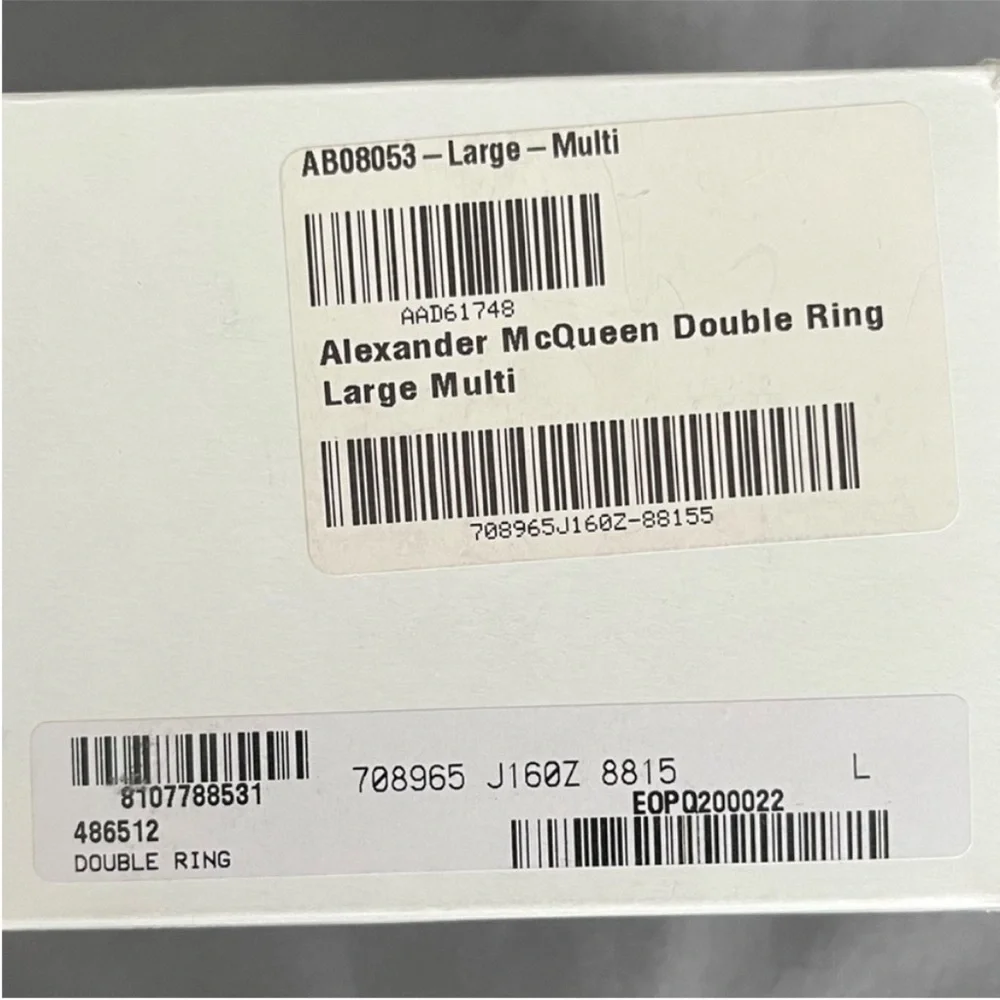 AB08053 – Large – Multi
AAD61748
Alexander McQueen Double Ring
Large Multi
708965J160Z-88155
8107788531
708965 J160Z 8815 L
EOPQ200022
486512
DOUBLE RING